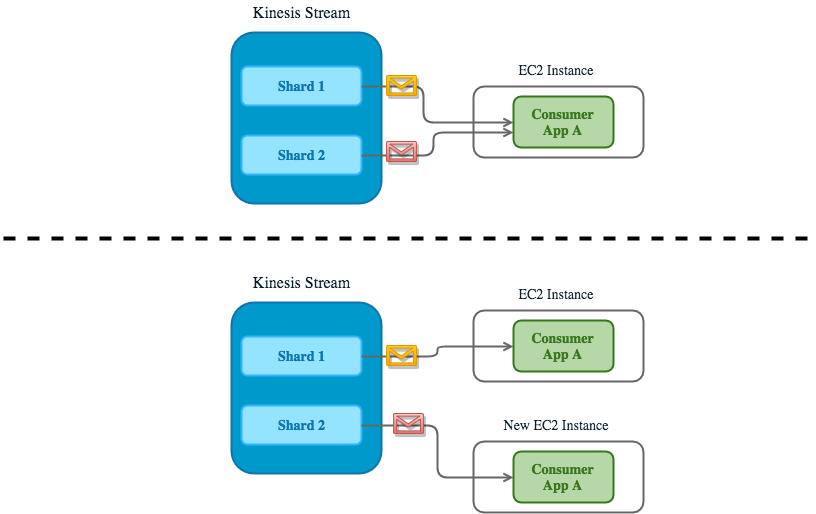 Kinesis Stream
EC2 Instance
Shard 1
Consumer
App A
Shard 2
Kinesis Stream
EC2 Instance
Shard 1
Consumer
App A
Shard 2
New EC2 Instance
Consumer
App A